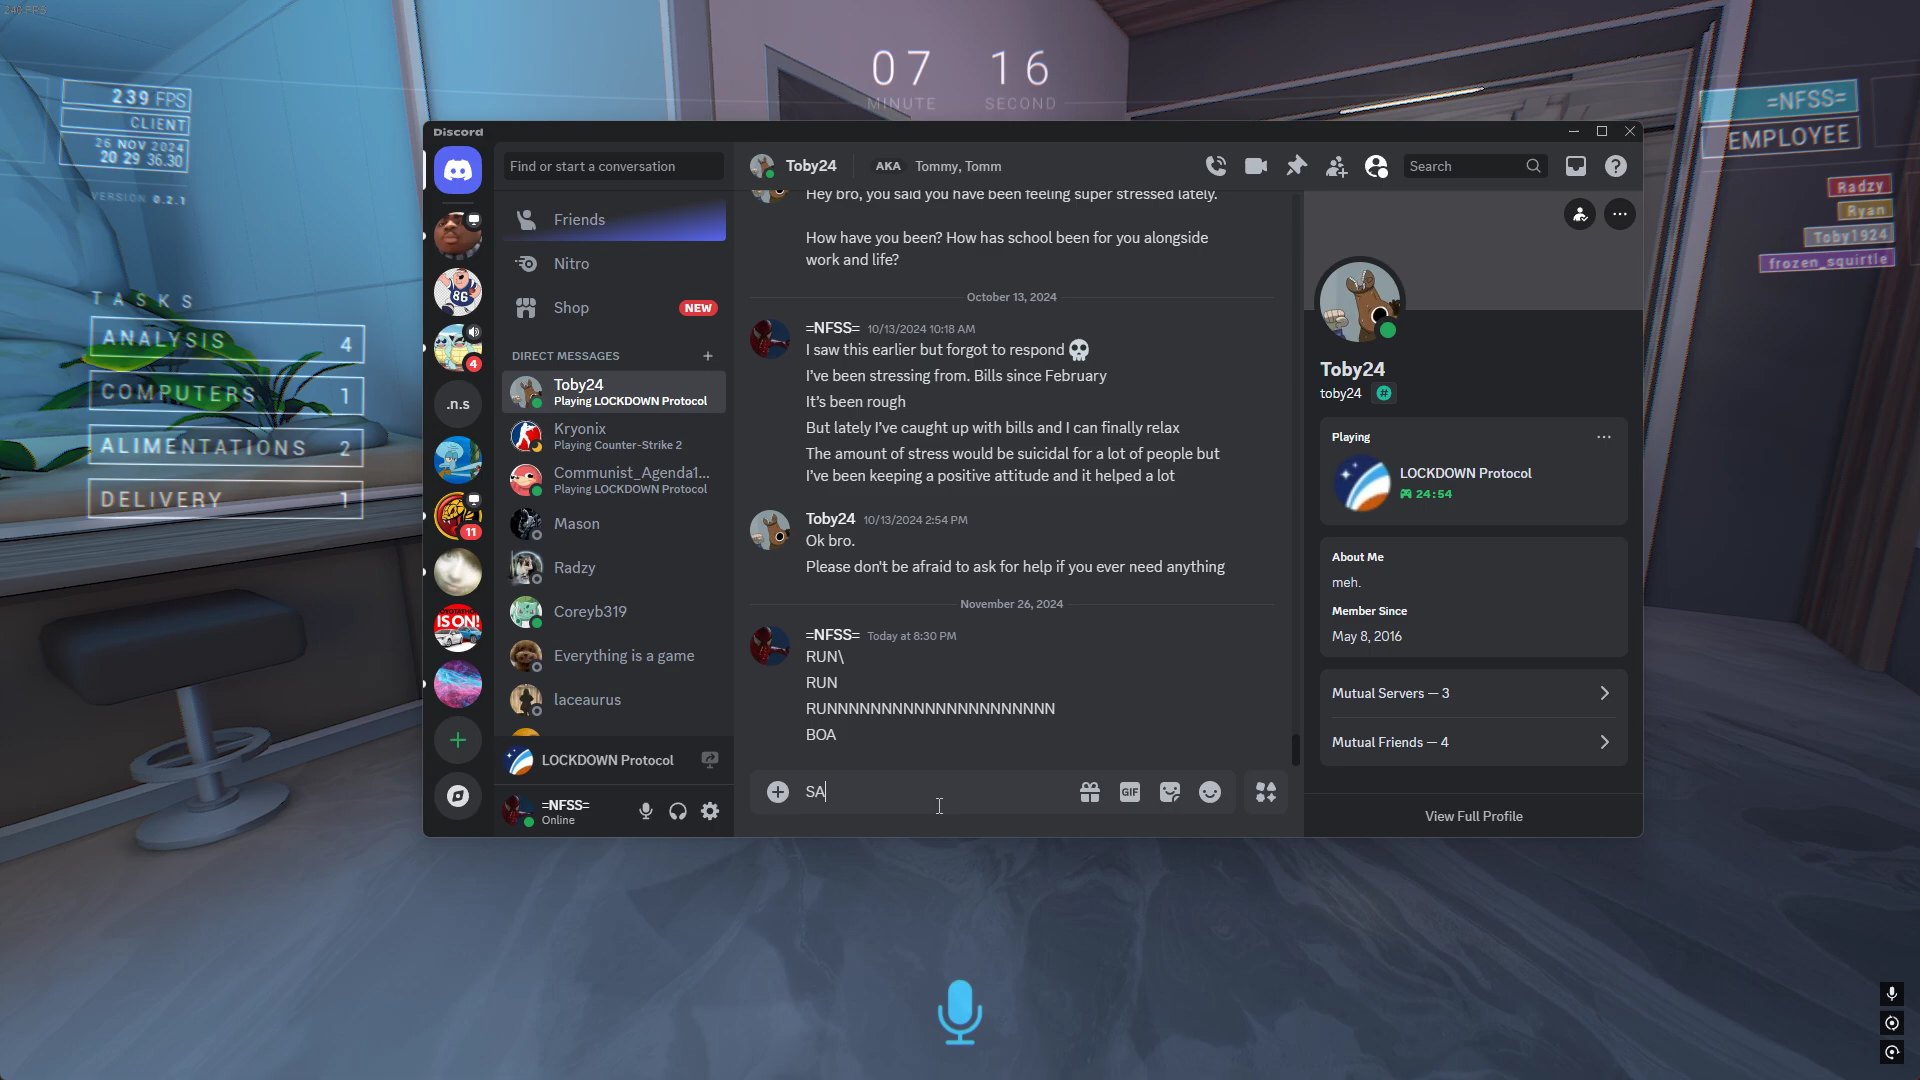 240 FPS
239 FPS
CLIENT
26 NOV 2024
20 29 36.30
VERSION 0.2.1
07 16
MINUTE SECOND
=NFSS=
EMPLOYEE
Radzy
Ryan
Toby1924
frozen_squirtle
TASKS
ANALYSIS 4
COMPUTERS 1
ALIMENTATIONS 2
DELIVERY 1
Discord
86
4
.n.s
11
IS ON!
Find or start a conversation
Friends
Nitro
Shop NEW
DIRECT MESSAGES
Toby24
Playing LOCKDOWN Protocol
Kryonix
Playing Counter-Strike 2
Communist_Agenda1...
Playing LOCKDOWN Protocol
Mason
Radzy
Coreyb319
Everything is a game
laceaurus
LOCKDOWN Protocol
=NFSS=
Online
Toby24 AKA Tommy, Tomm
Search
Hey bro, you said you have been feeling super stressed lately.
How have you been? How has school been for you alongside
work and life?
October 13, 2024
=NFSS= 10/13/2024 10:18 AM
I saw this earlier but forgot to respond 💀
I've been stressing from. Bills since February
It's been rough
But lately I've caught up with bills and I can finally relax
The amount of stress would be suicidal for a lot of people but
I've been keeping a positive attitude and it helped a lot
Toby24 10/13/2024 2:54 PM
Ok bro.
Please don't be afraid to ask for help if you ever need anything
November 26, 2024
=NFSS= Today at 8:30 PM
RUN\
RUN
RUNNNNNNNNNNNNNNNNNNNNN
BOA
SA
GIF
Toby24
toby24
Playing
LOCKDOWN Protocol
24:54
About Me
meh.
Member Since
May 8, 2016
Mutual Servers — 3
Mutual Friends — 4
View Full Profile